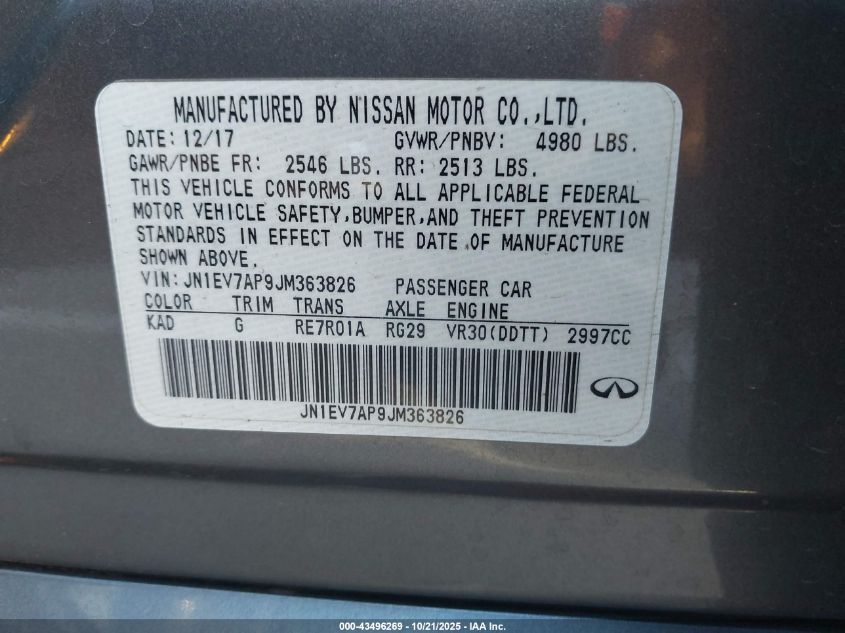 MANUFACTURED BY NISSAN MOTOR CO.,LTD.
DATE: 12/17 GVWR/PNBV: 4980 LBS.
GAWR/PNBE FR: 2546 LBS. RR: 2513 LBS.
THIS VEHICLE CONFORMS TO ALL APPLICABLE FEDERAL
MOTOR VEHICLE SAFETY,BUMPER,AND THEFT PREVENTION
STANDARDS IN EFFECT ON THE DATE OF MANUFACTURE
SHOWN ABOVE.
VIN:JN1EV7AP9JM363826 PASSENGER CAR
COLOR TRIM TRANS AXLE ENGINE
KAD G RE7R01A RG29 VR30(DDTT) 2997CC
JN1EV7AP9JM363826
000-43496269 - 10/21/2025 - IAA Inc.